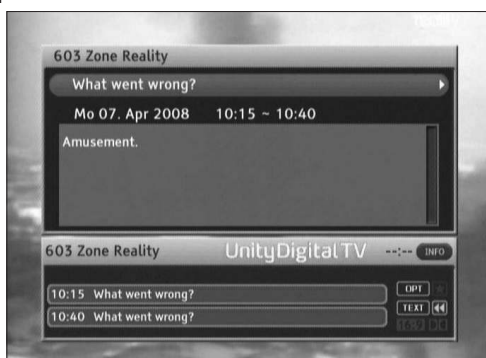 603 Zone Reality
What went wrong?
Mo 07. Apr 2008 10:15 ~ 10:40
Amusement.
603 Zone Reality UnityDigitalTV --:-- INFO
OPT
10:15 What went wrong?
TEXT
10:40 What went wrong?